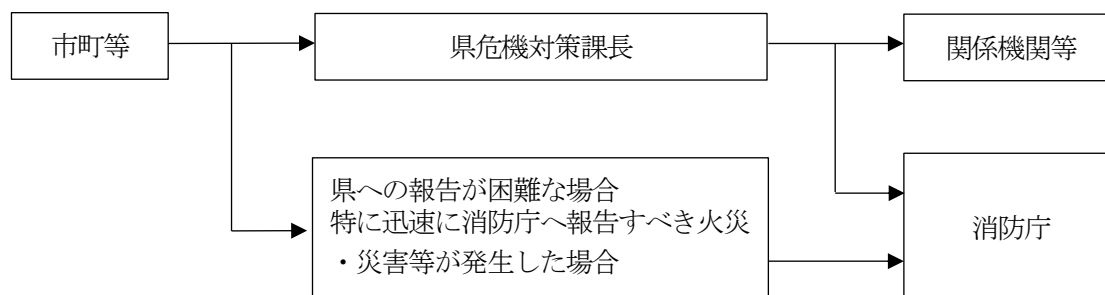 市町等
県危機対策課長
関係機関等
県への報告が困難な場合
特に迅速に消防庁へ報告すべき火災
・災害等が発生した場合
消防庁